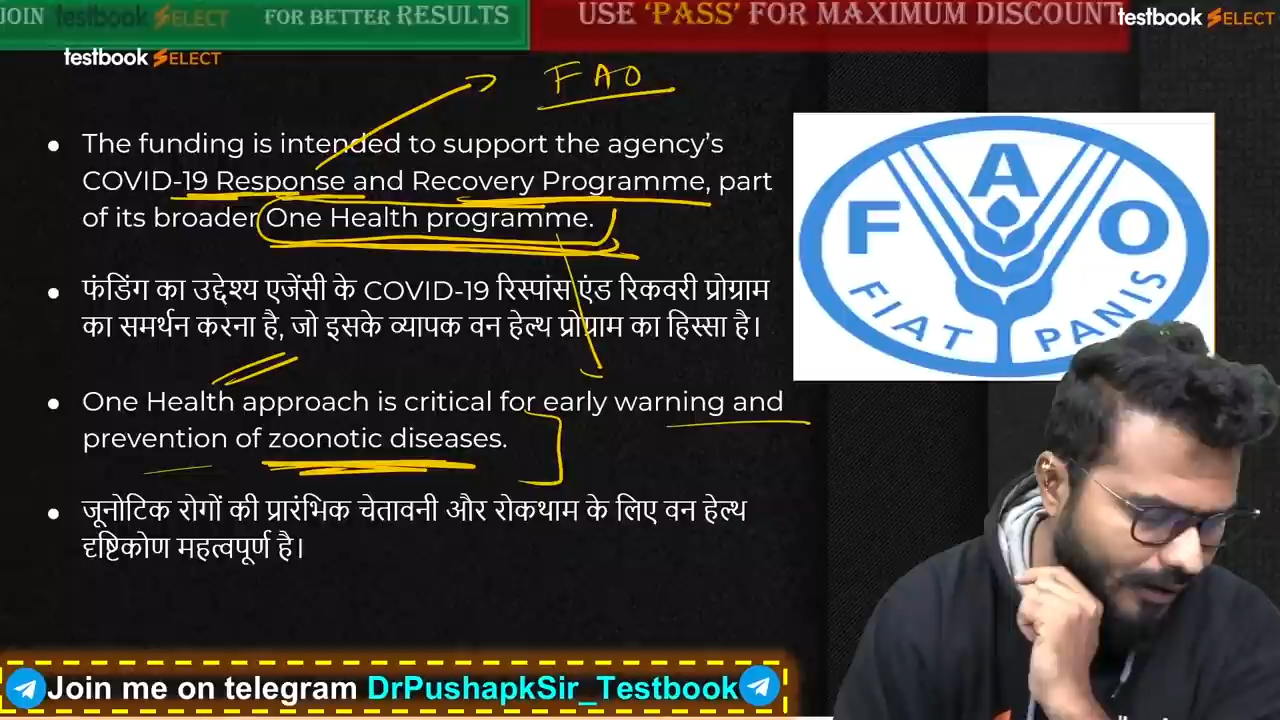 JOIN testbook SELECT FOR BETTER RESULTS
USE ‘PASS’ FOR MAXIMUM DISCOUNT
testbook SELECT
testbook SELECT
FAO
• The funding is intended to support the agency’s
COVID-19 Response and Recovery Programme, part
of its broader One Health programme.
• फंडिंग का उद्देश्य एजेंसी के COVID-19 रिस्पांस एंड रिकवरी प्रोग्राम
का समर्थन करना है, जो इसके व्यापक वन हेल्थ प्रोग्राम का हिस्सा है।
• One Health approach is critical for early warning and
prevention of zoonotic diseases.
• जूनोटिक रोगों की प्रारंभिक चेतावनी और रोकथाम के लिए वन हेल्थ
दृष्टिकोण महत्वपूर्ण है।
F A O
FIAT PANIS
Join me on telegram DrPushapkSir_Testbook